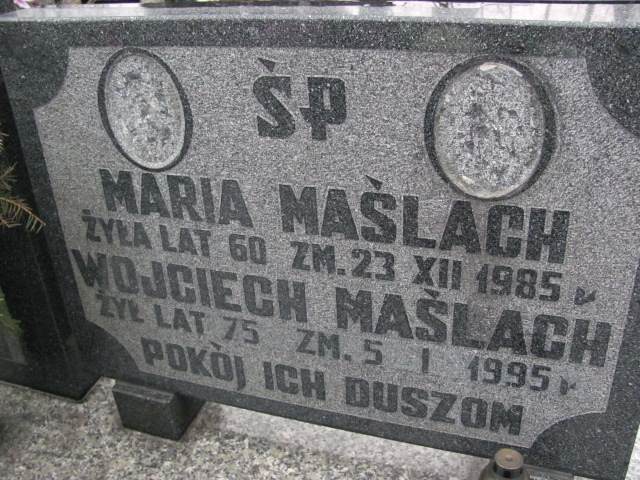 ŚP
MARIA MAŚLACH
ŻYŁA LAT 60 ZM. 23 XII 1985 r
WOJCIECH MAŚLACH
ŻYŁ LAT 75 ZM. 5 I 1995 r
POKÒJ ICH DUSZOM